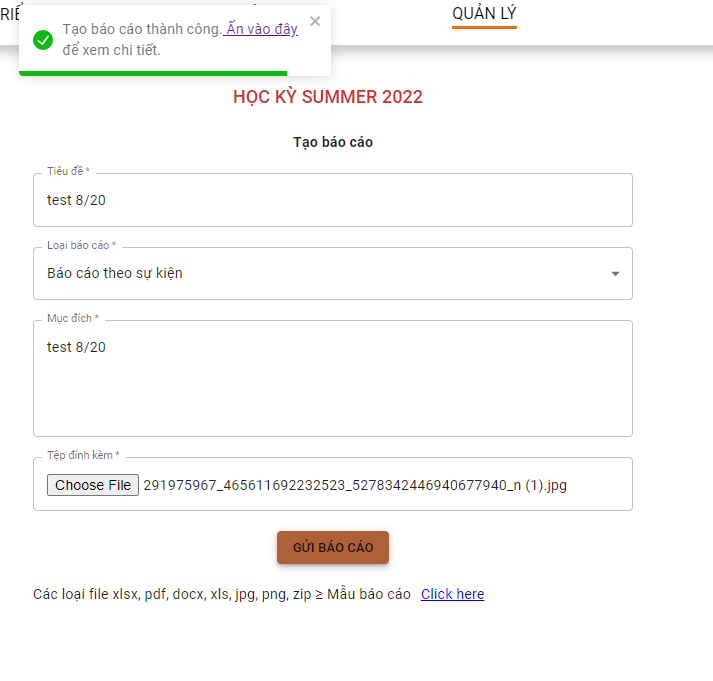 QUẢN LÝ
Tạo báo cáo thành công. Ấn vào đây
để xem chi tiết.
HỌC KỲ SUMMER 2022
Tạo báo cáo
Tiêu đề *
test 8/20
Loại báo cáo *
Báo cáo theo sự kiện
Mục đích *
test 8/20
Tệp đính kèm *
Choose File 291975967_465611692232523_5278342446940677940_n (1).jpg
GỬI BÁO CÁO
Các loại file xlsx, pdf, docx, xls, jpg, png, zip ≥ Mẫu báo cáo Click here